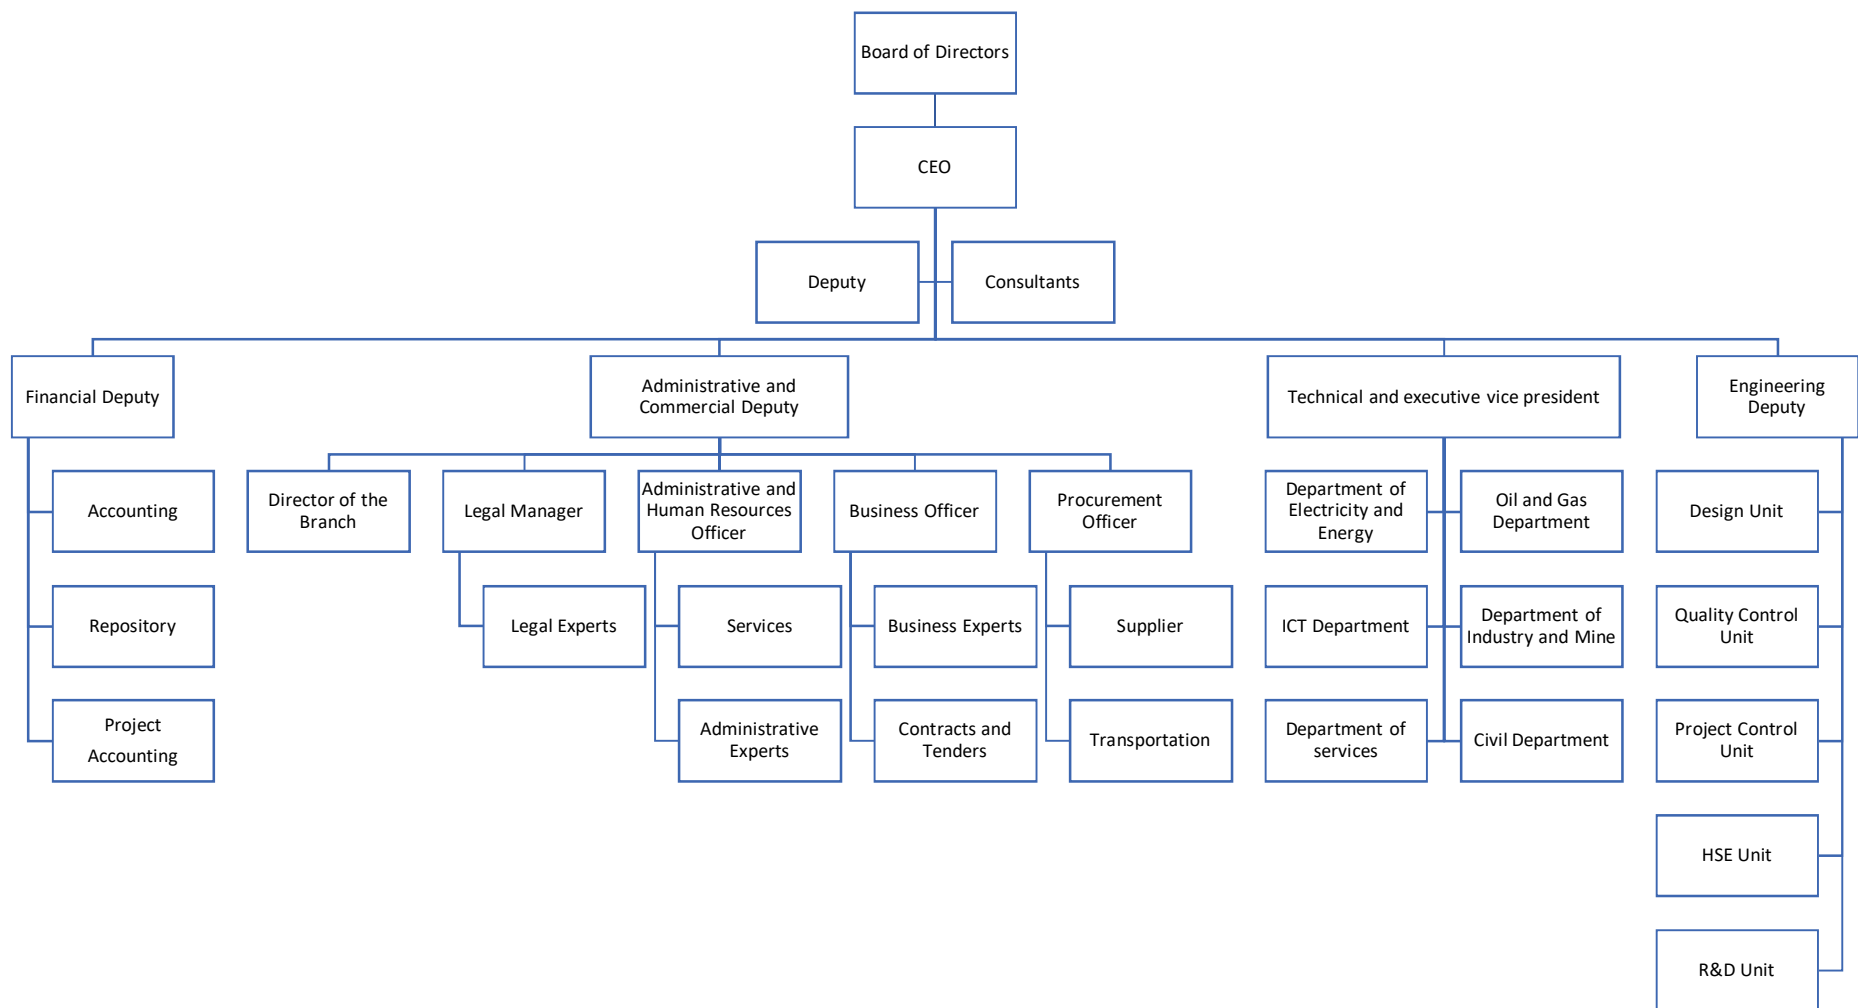 Board of Directors
CEO
Deputy
Consultants
Financial Deputy
Administrative and
Commercial Deputy
Technical and executive vice president
Engineering
Deputy
Accounting
Director of the
Branch
Legal Manager
Administrative and
Human Resources
Officer
Business Officer
Procurement
Officer
Department of
Electricity and
Energy
Oil and Gas
Department
Design Unit
Repository
Legal Experts
Services
Business Experts
Supplier
ICT Department
Department of
Industry and Mine
Quality Control
Unit
Project
Accounting
Administrative
Experts
Contracts and
Tenders
Transportation
Department of
services
Civil Department
Project Control
Unit
HSE Unit
R&D Unit